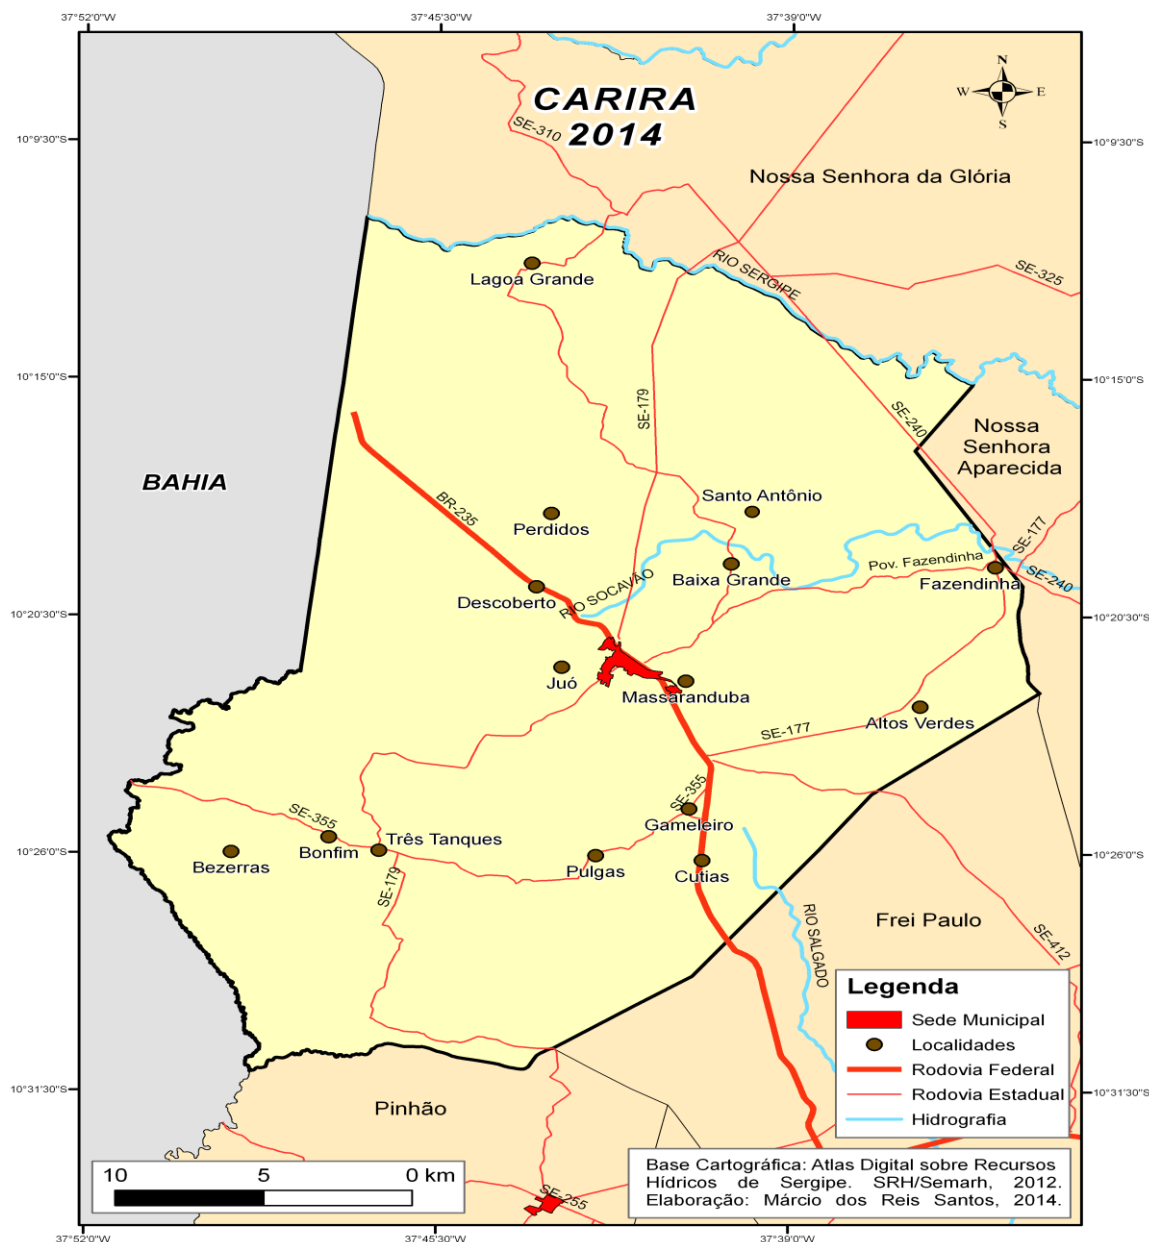 37°52'0"W
37°45'30"W
37°39'0"W
CARIRA
2014
N
W
E
S
10°9'30"S
10°9'30"S
SE-310
Nossa Senhora da Glória
RIO SERGIPE
SE-325
Lagoa Grande
10°15'0"S
10°15'0"S
SE-179
SE-240
Nossa
Senhora
Aparecida
BAHIA
BR-235
Santo Antônio
Perdidos
SE-177
Pov. Fazendinha
Baixa Grande
Fazendinha
SE-240
RIO SOCAVÃO
Descoberto
10°20'30"S
10°20'30"S
Juó
Massaranduba
Altos Verdes
SE-177
SE-355
SE-355
Gameleiro
Três Tanques
Bonfim
Bezerras
10°26'0"S
10°26'0"S
Pulgas
Cutias
SE-179
RIO SALGADO
Frei Paulo
SE-412
Legenda
Sede Municipal
Localidades
Rodovia Federal
Rodovia Estadual
Hidrografia
10°31'30"S
10°31'30"S
Pinhão
10
5
0 km
SE-255
Base Cartográfica: Atlas Digital sobre Recursos
Hídricos de Sergipe. SRH/Semarh, 2012.
Elaboração: Márcio dos Reis Santos, 2014.
37°52'0"W
37°45'30"W
37°39'0"W